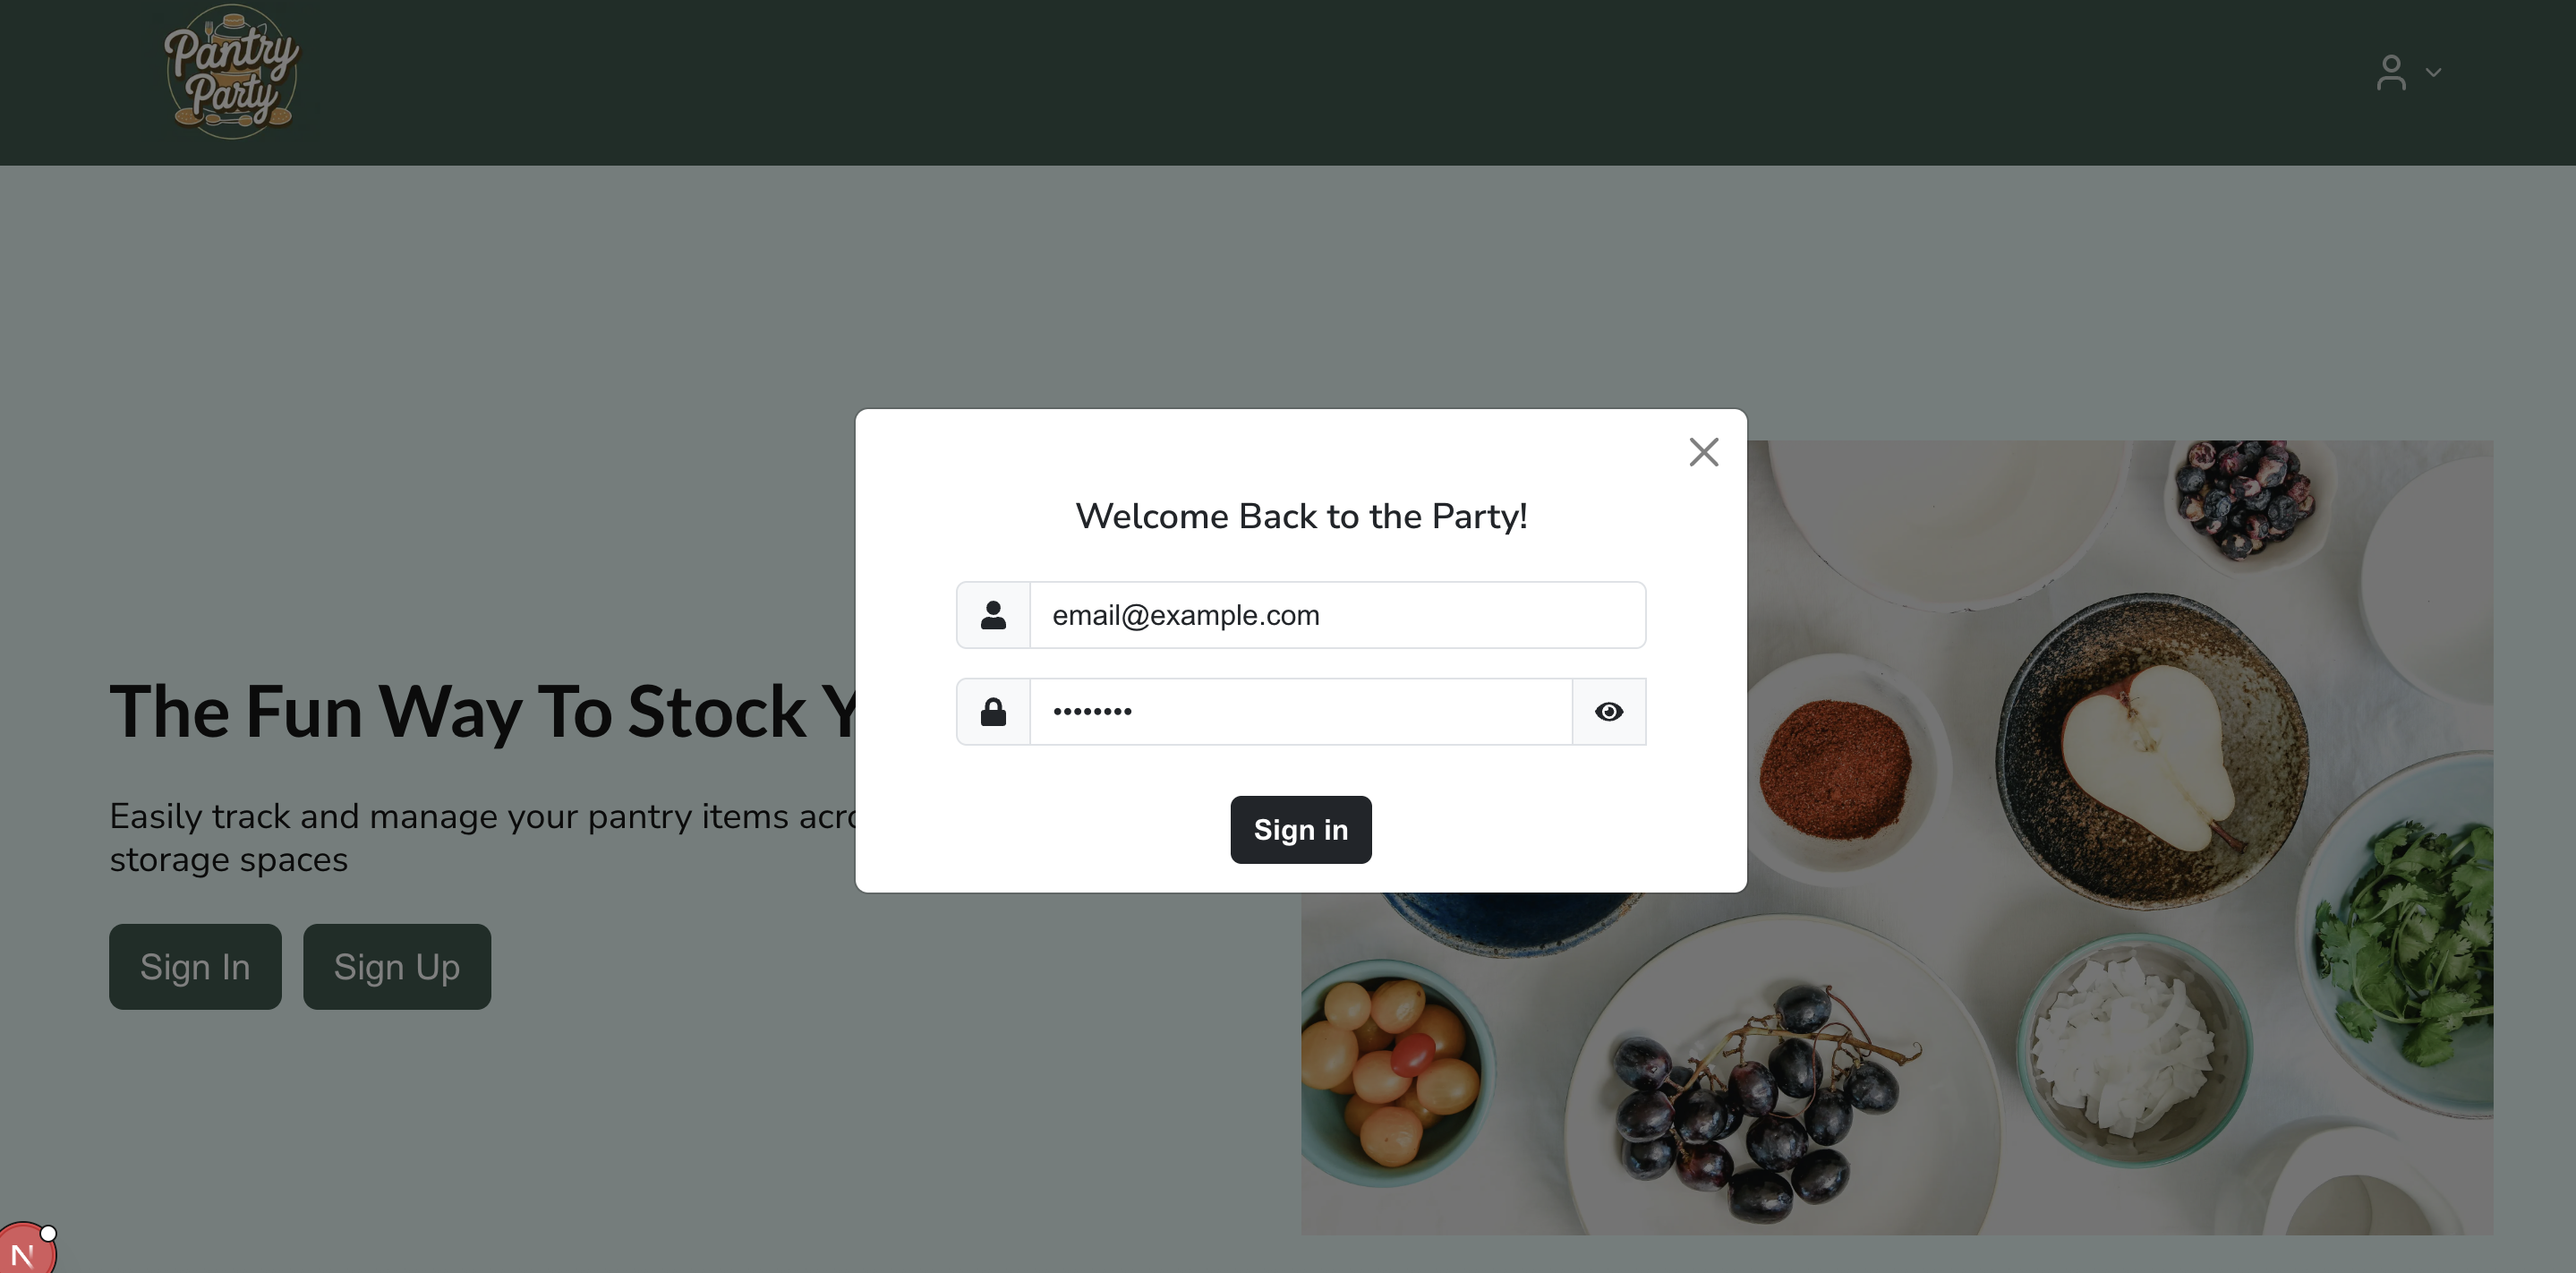 Pantry
Party
Welcome Back to the Party!
email@example.com
••••••••
Sign in
The Fun Way To Stock
Easily track and manage your pantry items
storage spaces
Sign In
Sign Up
N